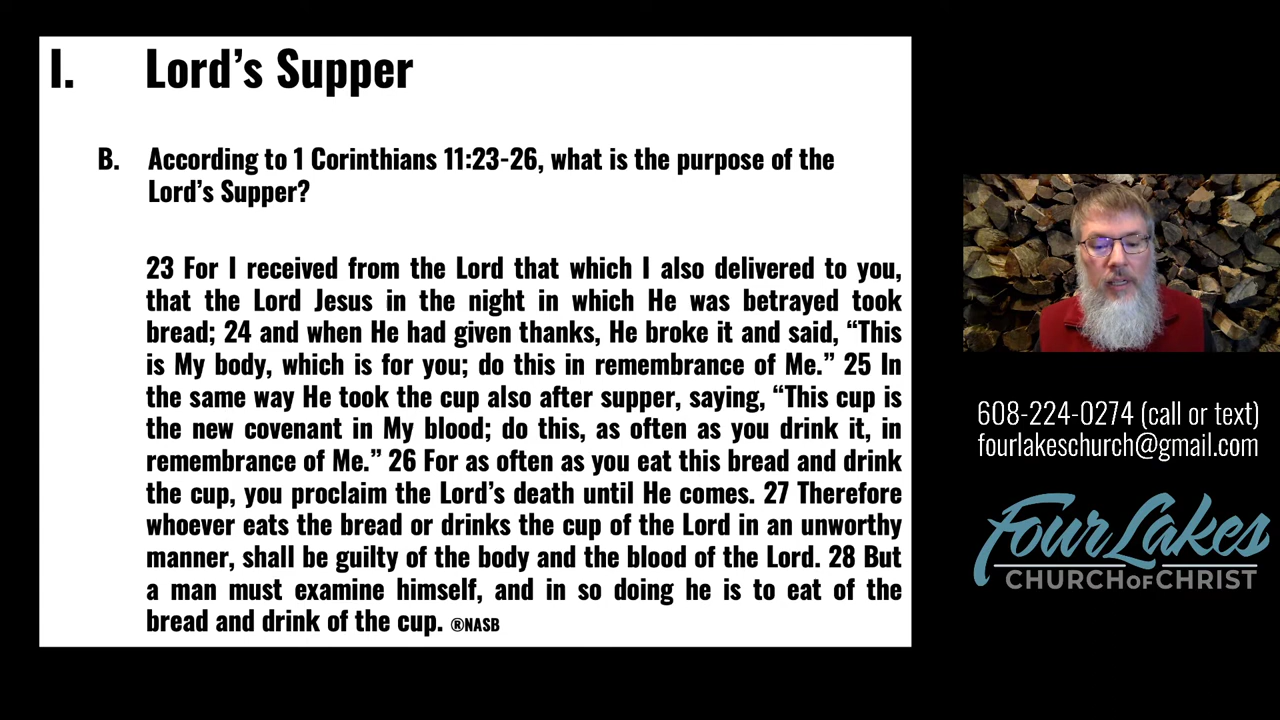 I. Lord’s Supper
B. According to 1 Corinthians 11:23-26, what is the purpose of the
Lord’s Supper?
23 For I received from the Lord that which I also delivered to you,
that the Lord Jesus in the night in which He was betrayed took
bread; 24 and when He had given thanks, He broke it and said, “This
is My body, which is for you; do this in remembrance of Me.” 25 In
the same way He took the cup also after supper, saying, “This cup is
the new covenant in My blood; do this, as often as you drink it, in
remembrance of Me.” 26 For as often as you eat this bread and drink
the cup, you proclaim the Lord’s death until He comes. 27 Therefore
whoever eats the bread or drinks the cup of the Lord in an unworthy
manner, shall be guilty of the body and the blood of the Lord. 28 But
a man must examine himself, and in so doing he is to eat of the
bread and drink of the cup. ®NASB
608-224-0274 (call or text)
fourlakeschurch@gmail.com
Four Lakes
CHURCH OF CHRIST